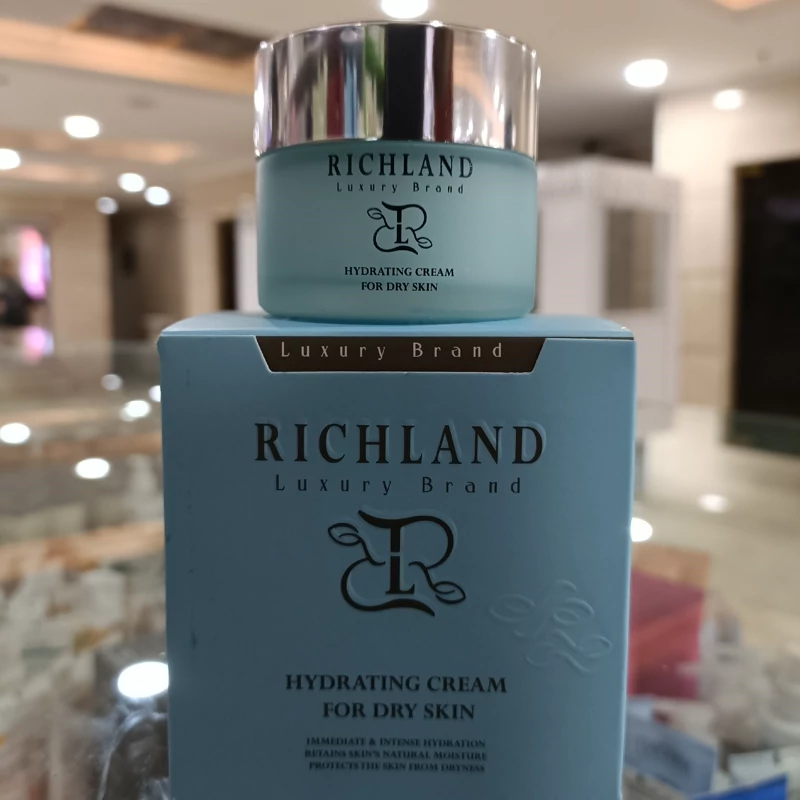 RICHLAND
Luxury Brand
HYDRATING CREAM
FOR DRY SKIN
Luxury Brand
RICHLAND
Luxury Brand
HYDRATING CREAM
FOR DRY SKIN
IMMEDIATE & INTENSE HYDRATION
RETAINS SKIN'S NATURAL MOISTURE
PROTECTS THE SKIN FROM DRYNESS